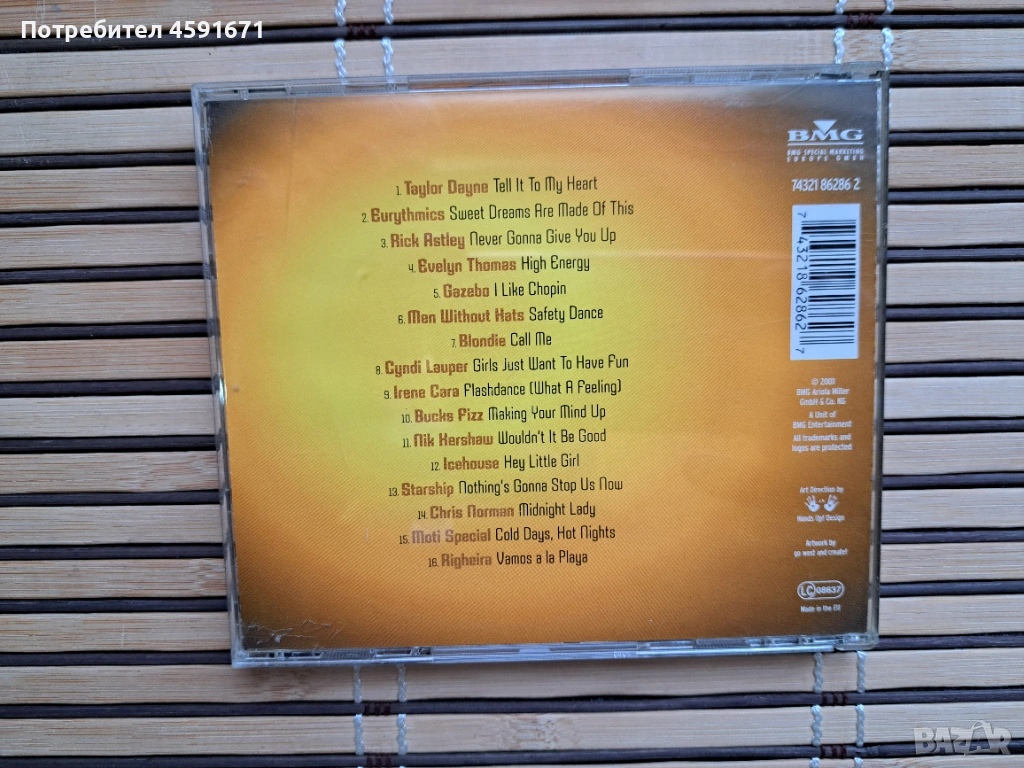 Потребител 4591671
1. Taylor Dayne Tell It To My Heart
2. Eurythmics Sweet Dreams Are Made Of This
3. Rick Astley Never Gonna Give You Up
4. Evelyn Thomas High Energy
5. Gazebo I Like Chopin
6. Men Without Hats Safety Dance
7. Blondie Call Me
8. Cyndi Lauper Girls Just Want To Have Fun
9. Irene Cara Flashdance (What A Feeling)
10. Bucks Fizz Making Your Mind Up
11. Nik Kershaw Wouldn't It Be Good
12. Icehouse Hey Little Girl
13. Starship Nothing's Gonna Stop Us Now
14. Chris Norman Midnight Lady
15. Moti Special Cold Days, Hot Nights
16. Righeira Vamos a la Playa
BMG
BMG SPECIAL MARKETING
EUROPE GMBH
74321 86286 2
7 43218 62862 7
© 2001
BMG Ariola Miller
GmbH & Co. KG
A Unit of
BMG Entertainment
All trademarks and
logos are protected
Art Direction by
Hands Up! Design
Artwork by
go west and create!
LC 08637
Made in the EU
BAZAR